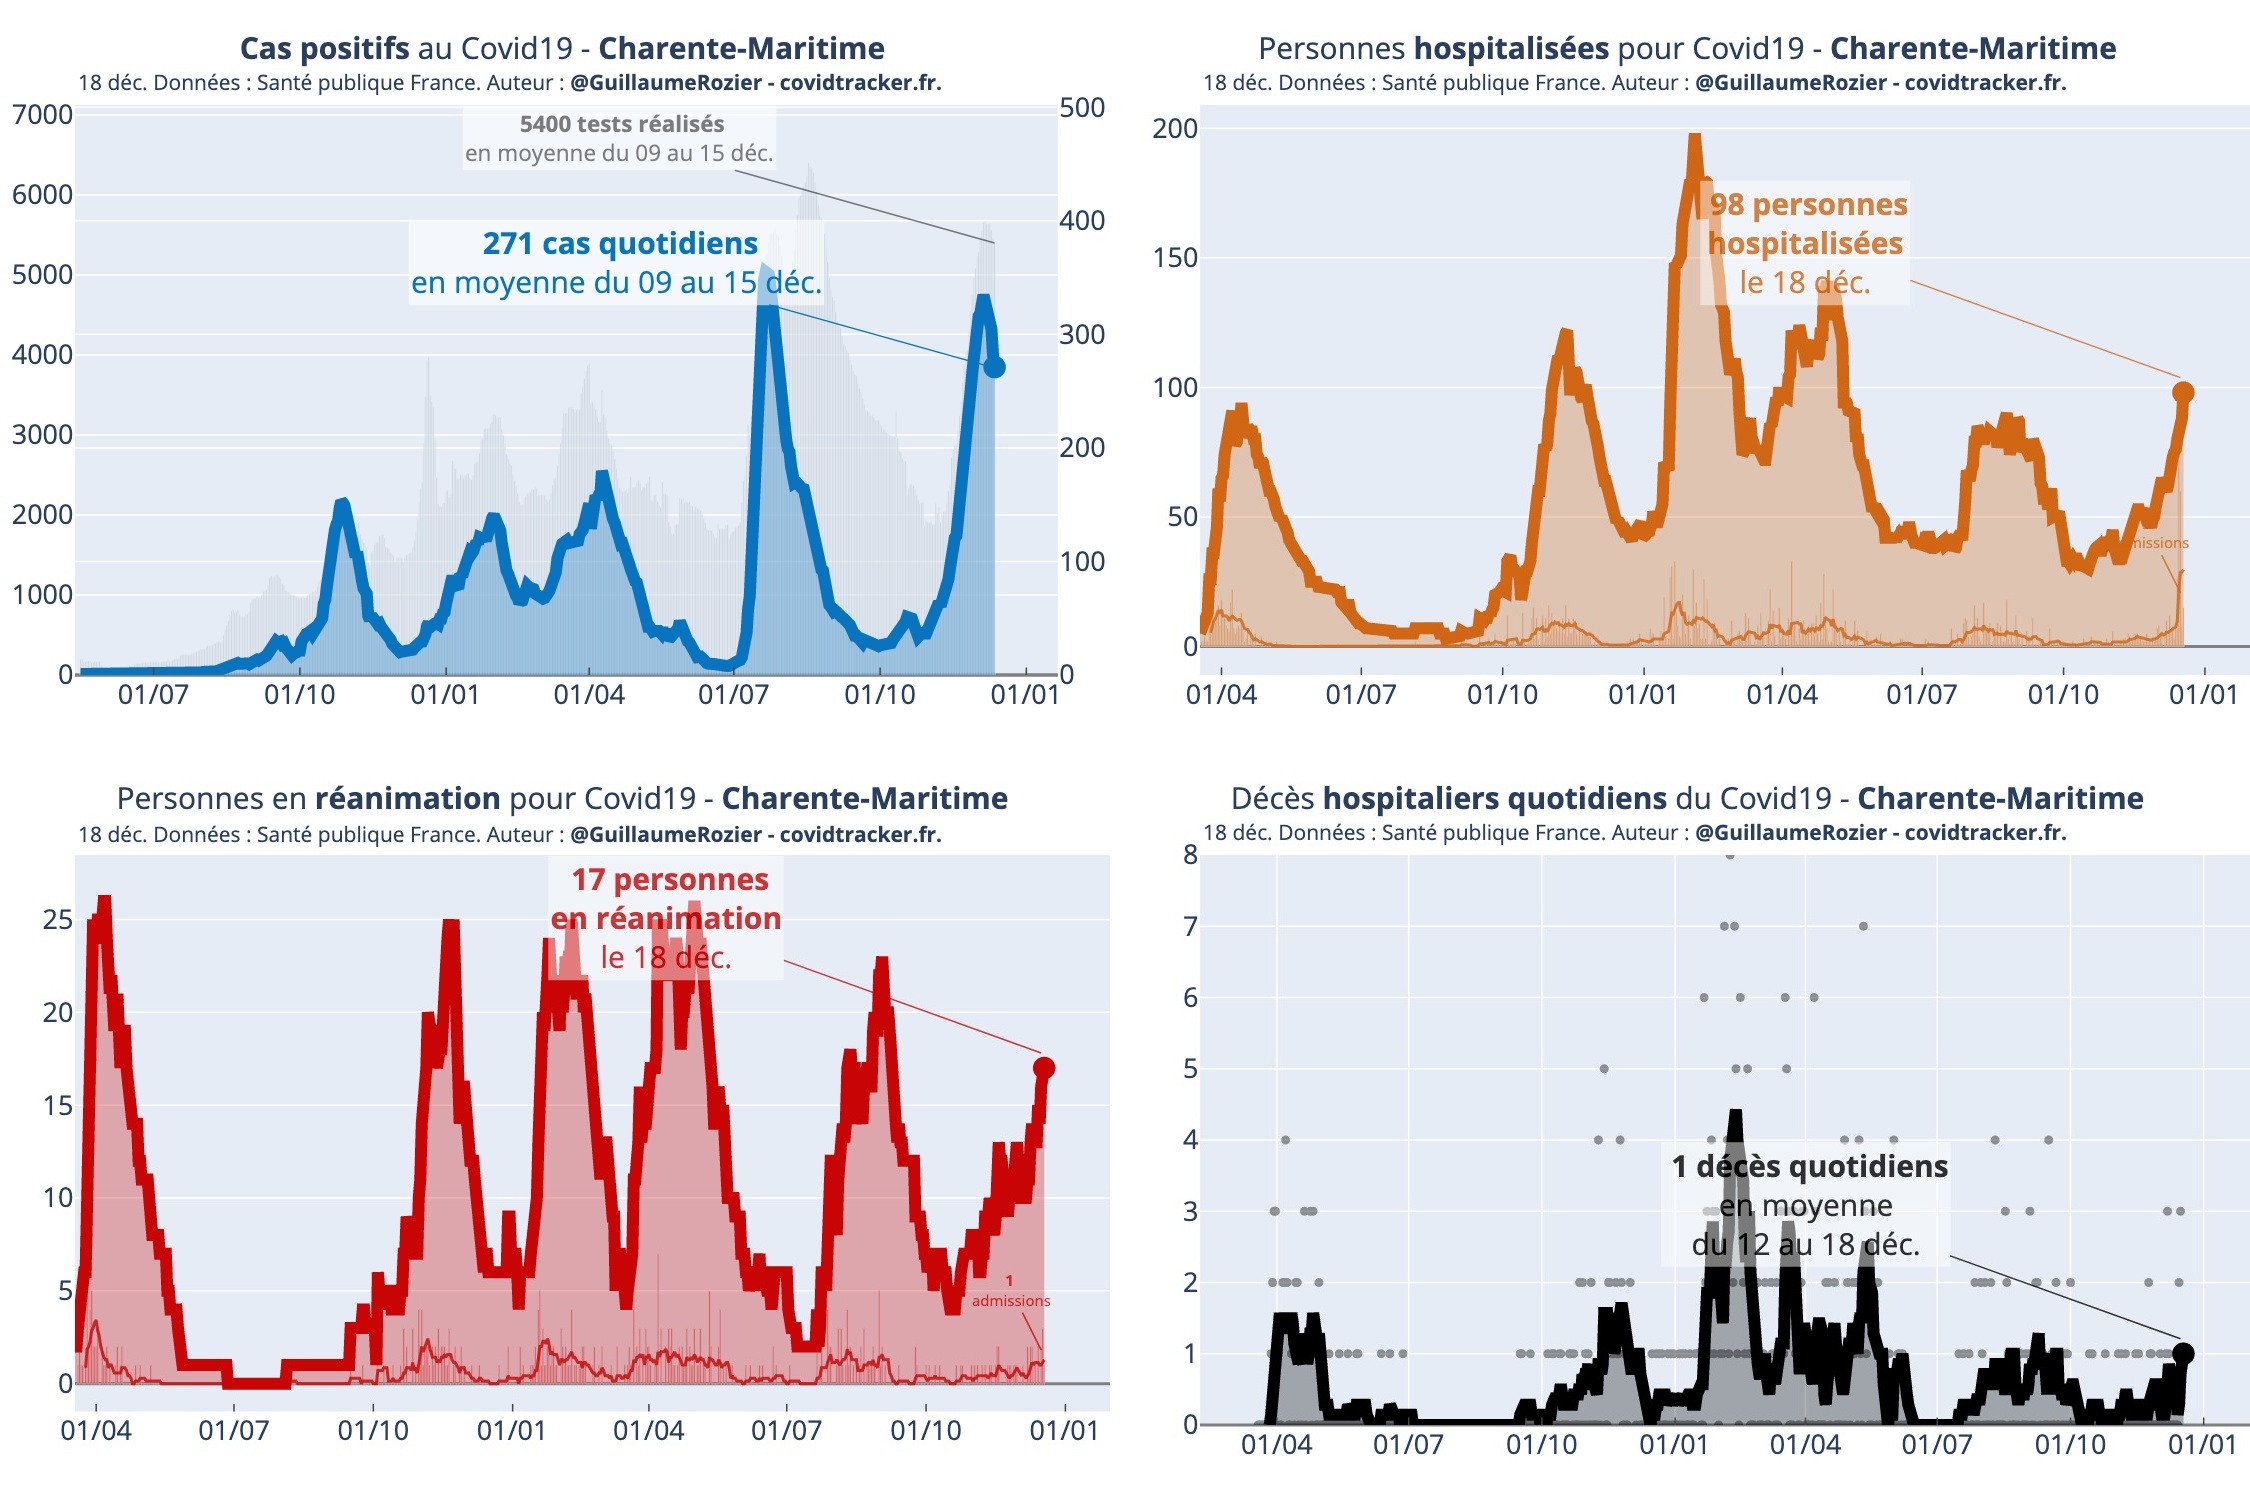 Cas positifs au Covid19 - Charente-Maritime
18 déc. Données : Santé publique France. Auteur : @GuillaumeRozier - covidtracker.fr.
7000
6000
5000
4000
3000
2000
1000
0
500
400
300
200
100
0
5400 tests réalisés
en moyenne du 09 au 15 déc.
271 cas quotidiens
en moyenne du 09 au 15 déc.
01/07 01/10 01/01 01/04 01/07 01/10 01/01
Personnes hospitalisées pour Covid19 - Charente-Maritime
18 déc. Données : Santé publique France. Auteur : @GuillaumeRozier - covidtracker.fr.
200
150
100
50
0
98 personnes
hospitalisées
le 18 déc.
01/04 01/07 01/10 01/01 01/04 01/07 01/10 01/01
Personnes en réanimation pour Covid19 - Charente-Maritime
18 déc. Données : Santé publique France. Auteur : @GuillaumeRozier - covidtracker.fr.
25
20
15
10
5
0
17 personnes
en réanimation
le 18 déc.
1
admissions
01/04 01/07 01/10 01/01 01/04 01/07 01/10 01/01
Décès hospitaliers quotidiens du Covid19 - Charente-Maritime
18 déc. Données : Santé publique France. Auteur : @GuillaumeRozier - covidtracker.fr.
8
7
6
5
4
3
2
1
0
1 décès quotidiens
en moyenne
du 12 au 18 déc.
01/04 01/07 01/10 01/01 01/04 01/07 01/10 01/01